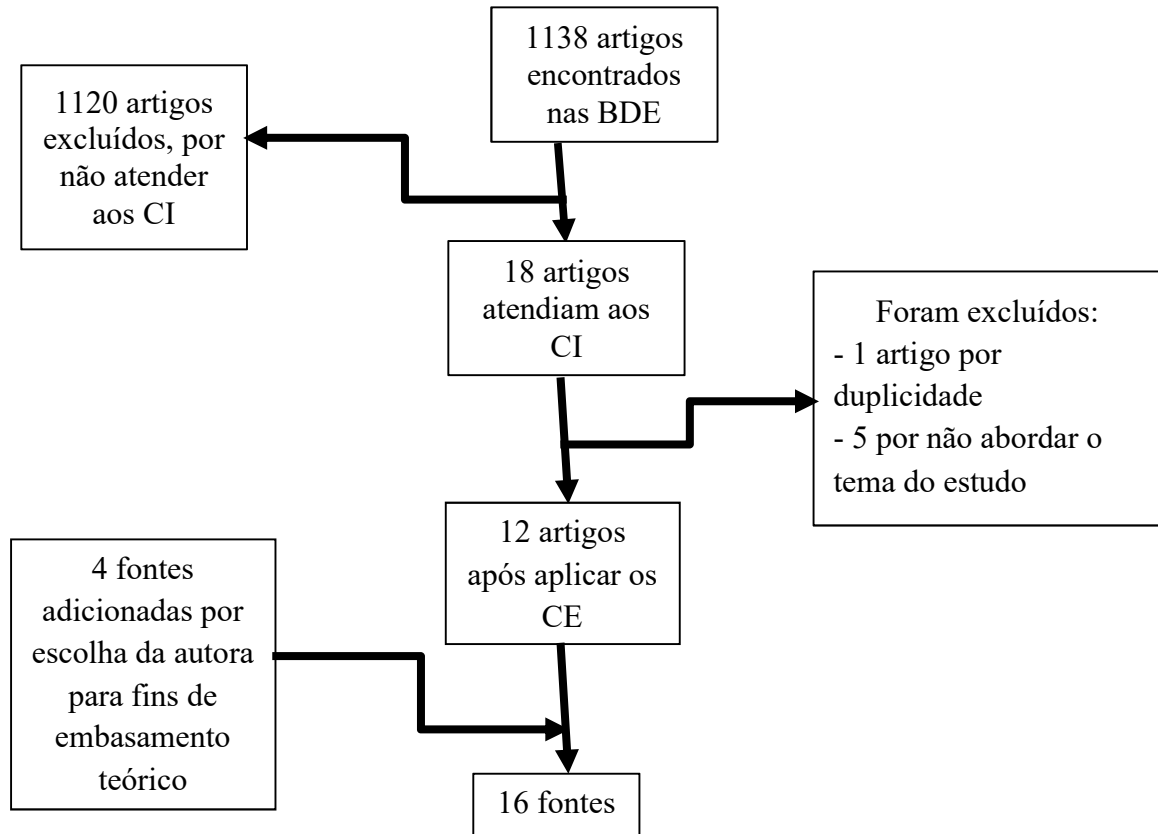 1138 artigos
encontrados
nas BDE
1120 artigos
excluídos, por
não atender
aos CI
18 artigos
atendiam aos
CI
Foram excluídos:
- 1 artigo por
duplicidade
- 5 por não abordar o
tema do estudo
12 artigos
após aplicar os
CE
4 fontes
adicionadas por
escolha da autora
para fins de
embasamento
teórico
16 fontes